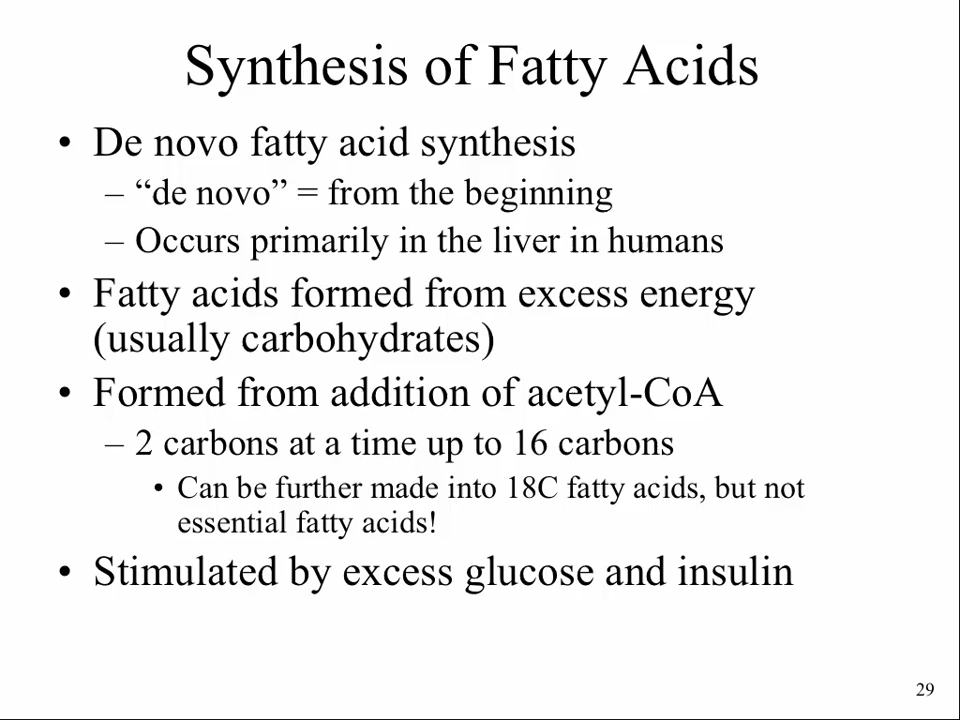 Synthesis of Fatty Acids
• De novo fatty acid synthesis
– “de novo” = from the beginning
– Occurs primarily in the liver in humans
• Fatty acids formed from excess energy
(usually carbohydrates)
• Formed from addition of acetyl-CoA
– 2 carbons at a time up to 16 carbons
• Can be further made into 18C fatty acids, but not
essential fatty acids!
• Stimulated by excess glucose and insulin
29